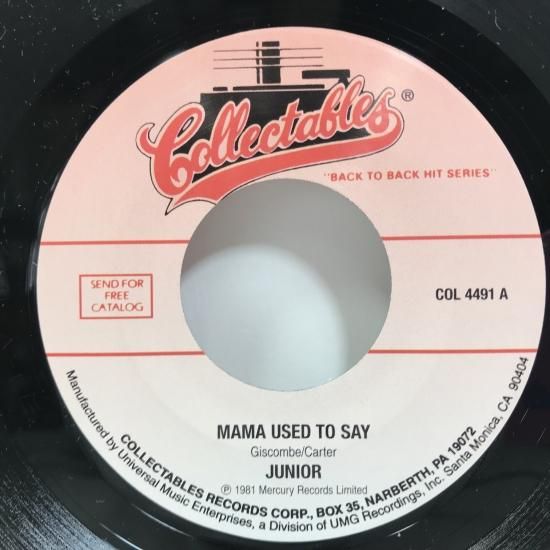 Collectables®
"BACK TO BACK HIT SERIES"
SEND FOR
FREE
CATALOG
COL 4491 A
MAMA USED TO SAY
Giscombe/Carter
JUNIOR
℗ 1981 Mercury Records Limited
COLLECTABLES RECORDS CORP., BOX 35, NARBERTH, PA 19072
Manufactured by Universal Music Enterprises, a Division of UMG Recordings, Inc. Santa Monica, CA 90404